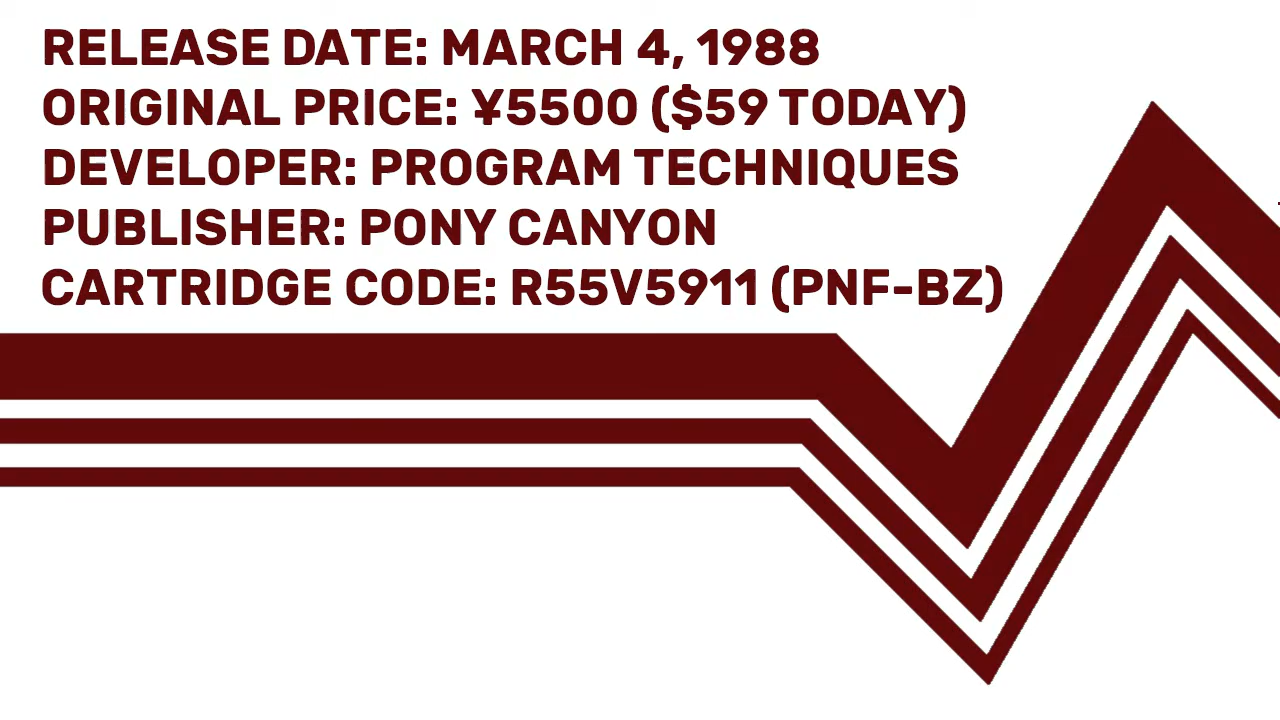 RELEASE DATE: MARCH 4, 1988
ORIGINAL PRICE: ¥5500 ($59 TODAY)
DEVELOPER: PROGRAM TECHNIQUES
PUBLISHER: PONY CANYON
CARTRIDGE CODE: R55V5911 (PNF-BZ)